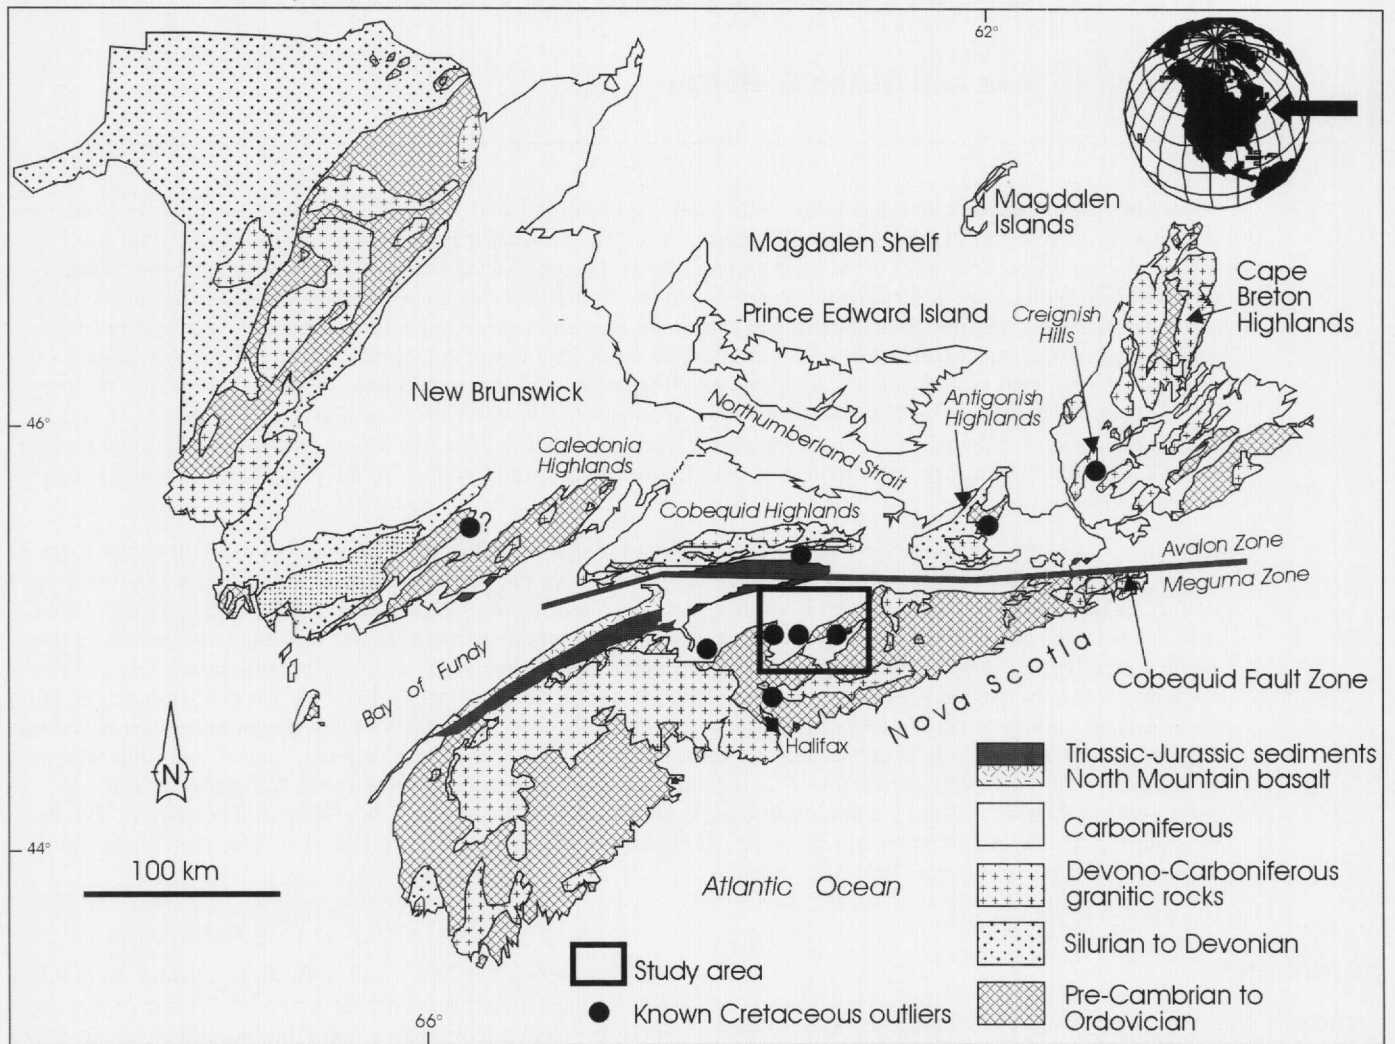 62°
Magdalen
Islands
Magdalen Shelf
Cape
Breton
Highlands
Prince Edward Island
Creignish
Hills
New Brunswick
46°
Northumberland Strait
Antigonish
Highlands
Caledonia
Highlands
?
Cobequid Highlands
Avalon Zone
Meguma Zone
Bay of Fundy
Nova Scotia
Cobequid Fault Zone
Halifax
N
44°
100 km
Atlantic Ocean
Triassic-Jurassic sediments
North Mountain basalt
Carboniferous
Devono-Carboniferous
granitic rocks
Silurian to Devonian
Pre-Cambrian to
Ordovician
Study area
Known Cretaceous outliers
66°